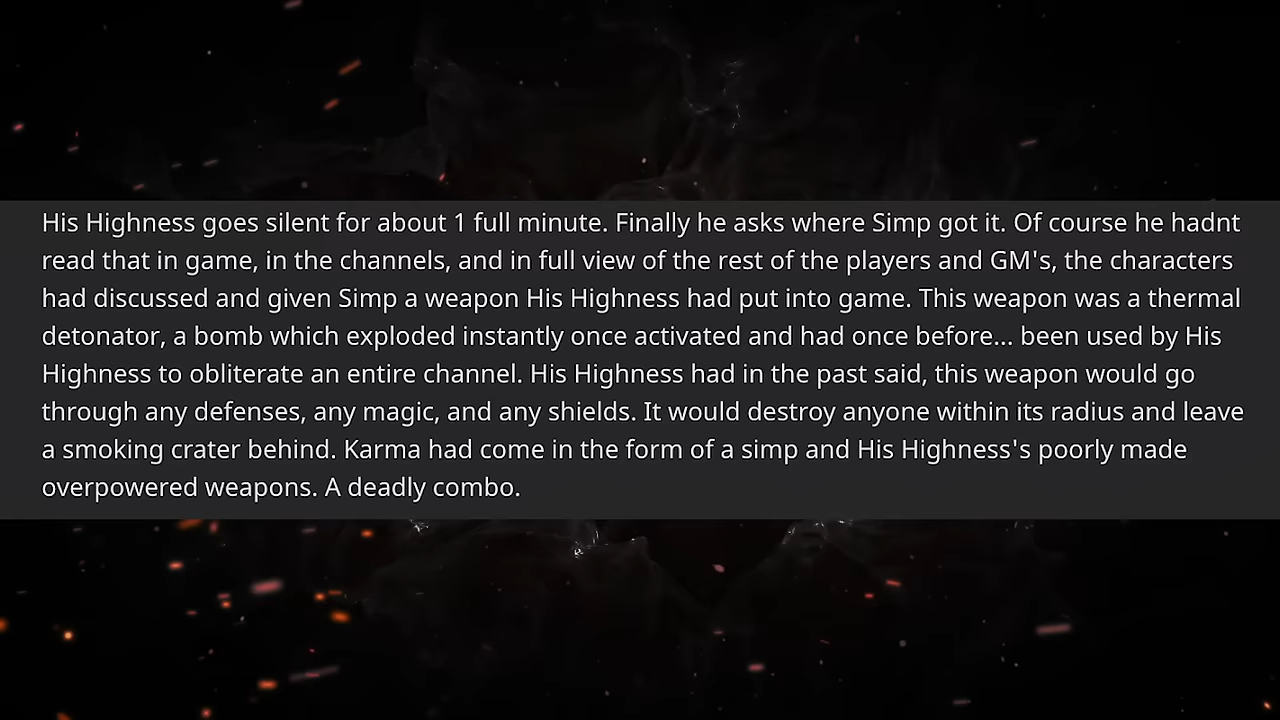 His Highness goes silent for about 1 full minute. Finally he asks where Simp got it. Of course he hadnt
read that in game, in the channels, and in full view of the rest of the players and GM's, the characters
had discussed and given Simp a weapon His Highness had put into game. This weapon was a thermal
detonator, a bomb which exploded instantly once activated and had once before... been used by His
Highness to obliterate an entire channel. His Highness had in the past said, this weapon would go
through any defenses, any magic, and any shields. It would destroy anyone within its radius and leave
a smoking crater behind. Karma had come in the form of a simp and His Highness's poorly made
overpowered weapons. A deadly combo.